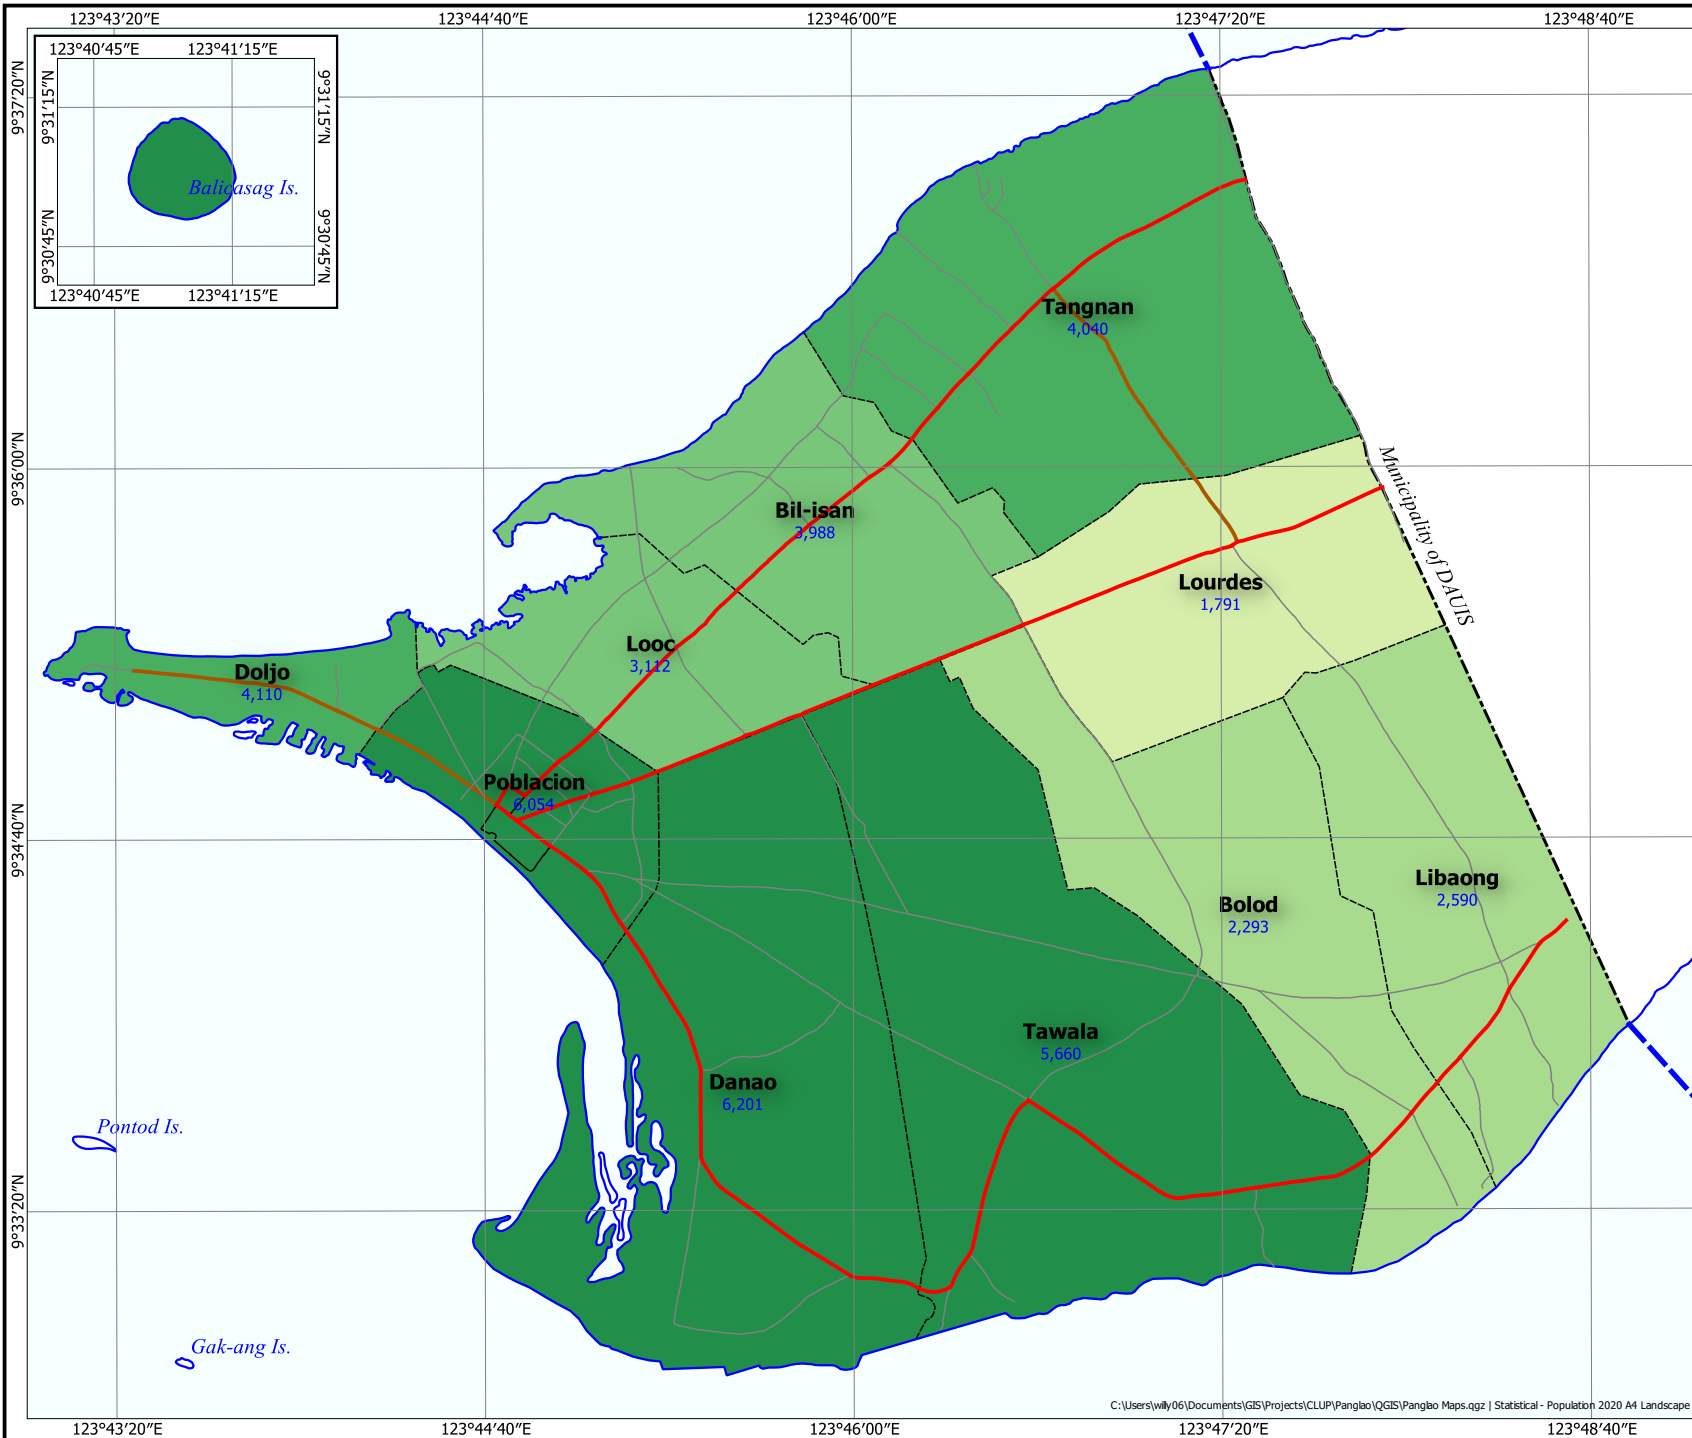 123°43’20”E
123°44’40”E
123°46’00”E
123°47’20”E
123°48’40”E
123°40’45”E
123°41’15”E
9°31’15”N
9°31’15”N
Balicasag Is.
9°30’45”N
9°30’45”N
123°40’45”E
123°41’15”E
9°37’20”N
Tangnan
4,040
9°36’00”N
Municipality of DAUIS
Bil-isan
3,988
Lourdes
1,791
Looc
3,112
Doljo
4,110
Poblacion
6,054
9°34’40”N
Libaong
2,590
Bolod
2,293
Tawala
5,660
Danao
6,201
Pontod Is.
9°33’20”N
Gak-ang Is.
C:\Users\willy06\Documents\GIS\Projects\CLUP\Panglao\QGIS\Panglao Maps.qgz | Statistical - Population 2020 A4 Landscape
123°43’20”E
123°44’40”E
123°46’00”E
123°47’20”E
123°48’40”E